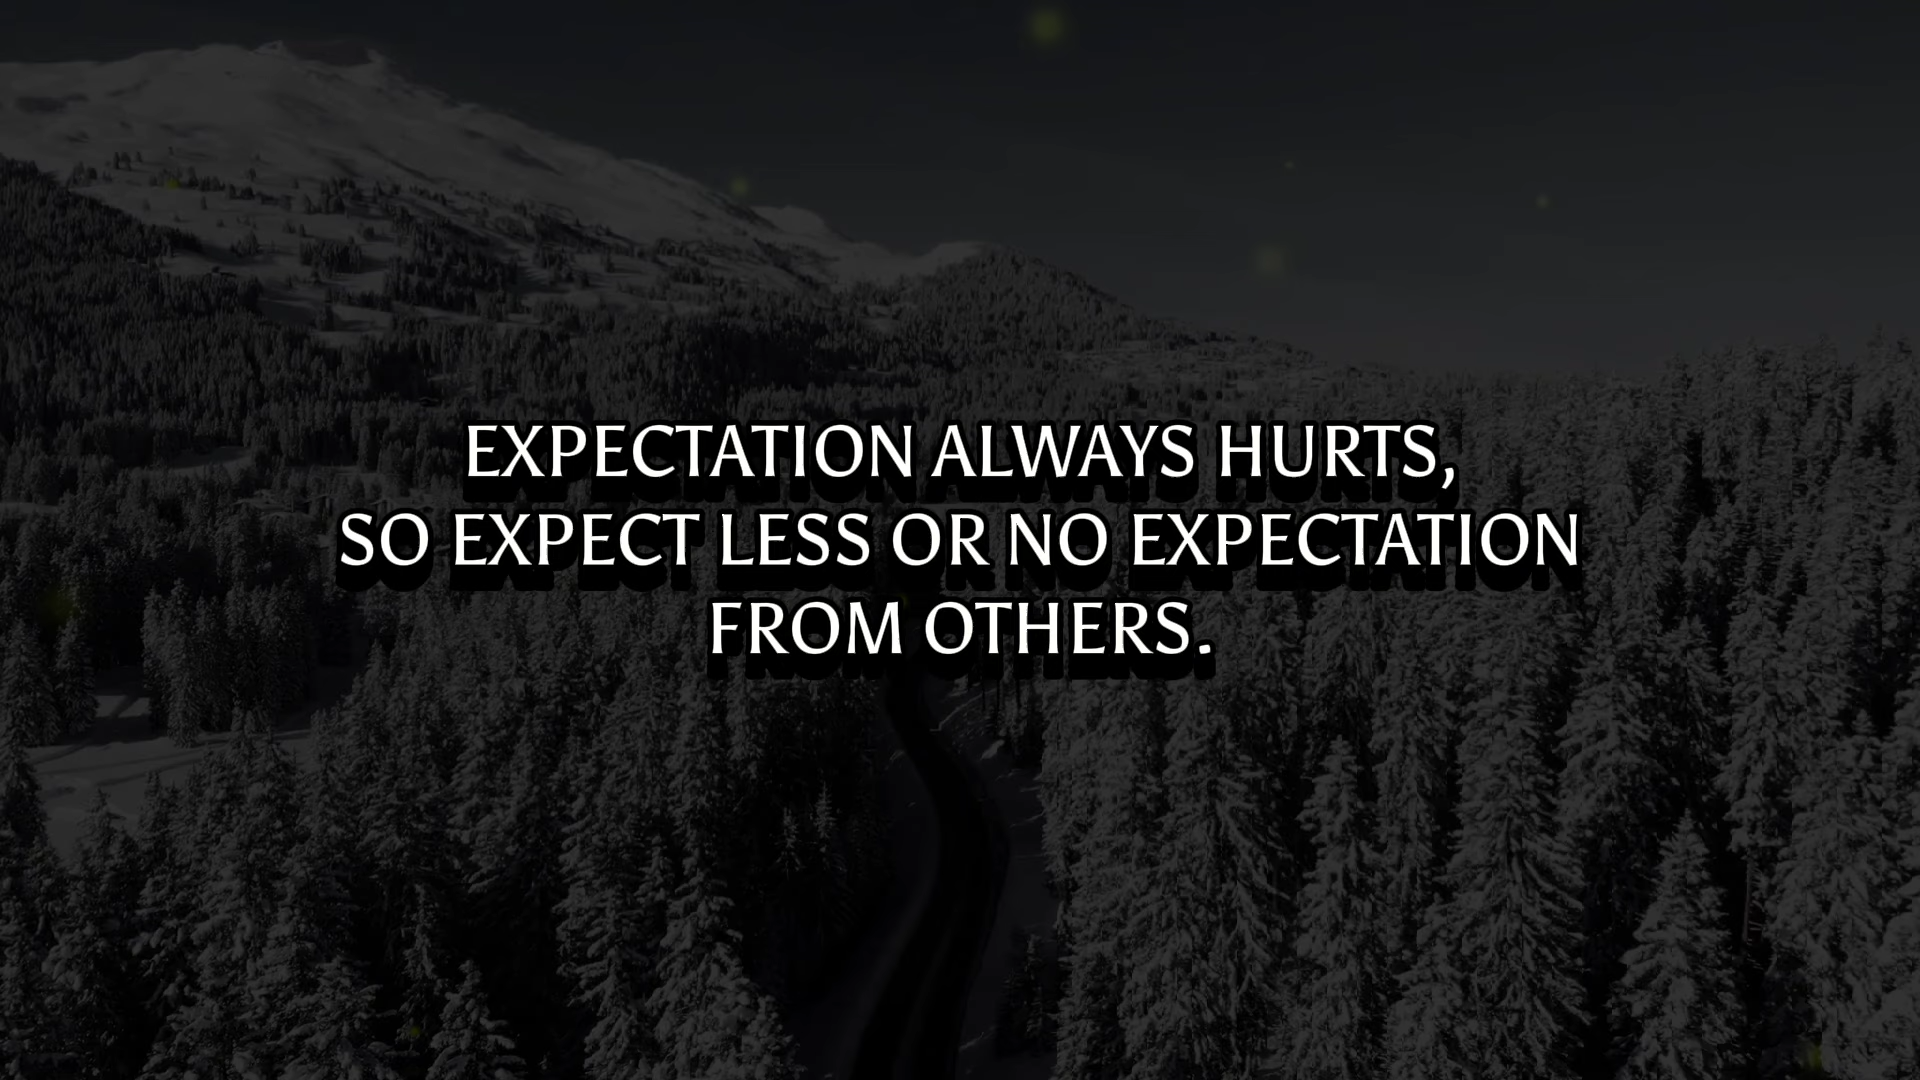 EXPECTATION ALWAYS HURTS,
SO EXPECT LESS OR NO EXPECTATION
FROM OTHERS.